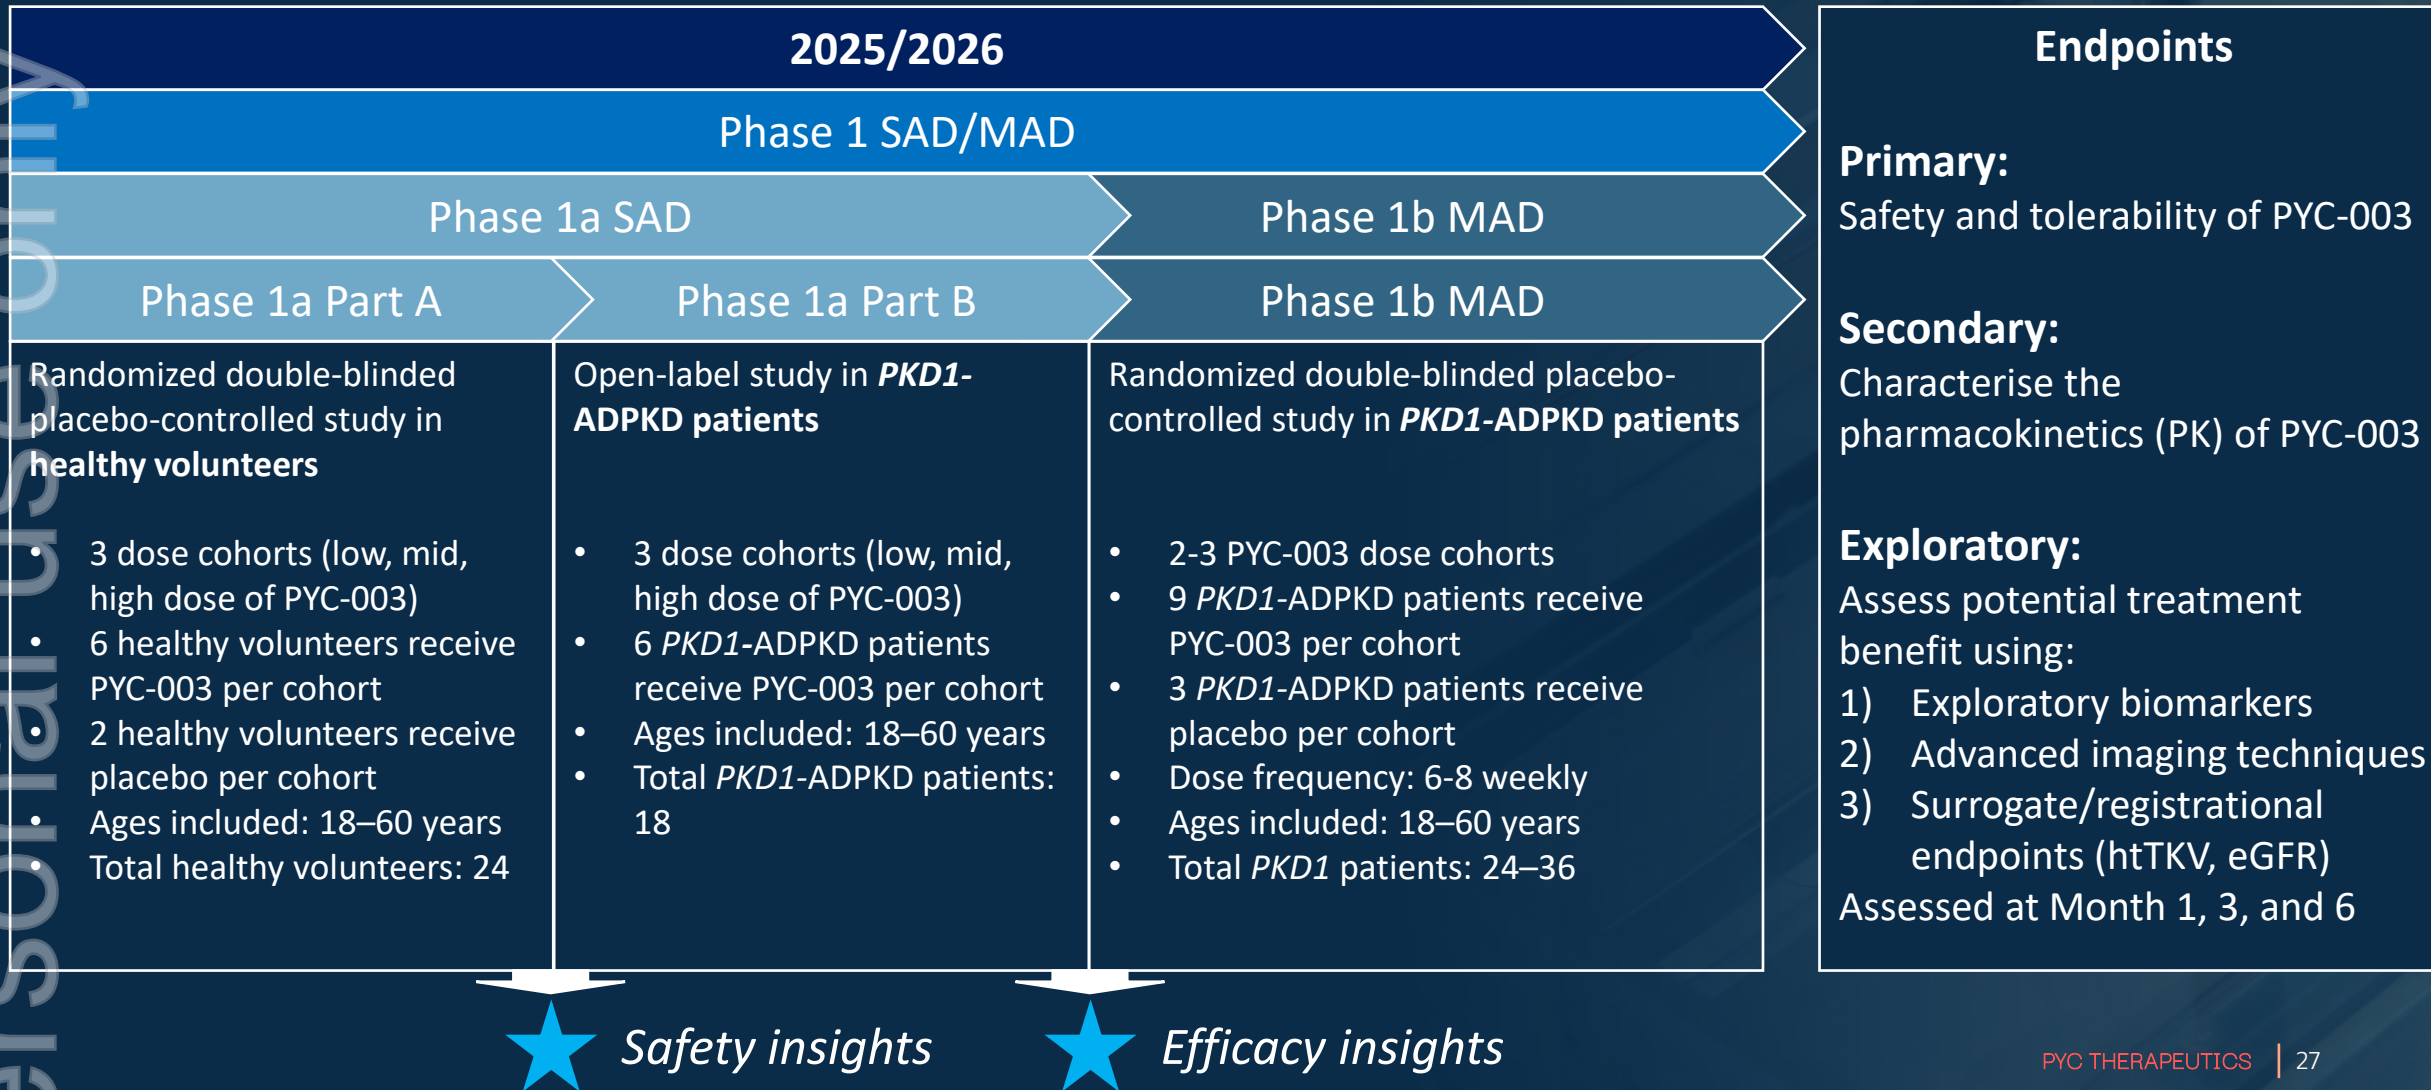 2025/2026
Phase 1 SAD/MAD
Phase 1a SAD
Phase 1b MAD
Phase 1a Part A
Phase 1a Part B
Phase 1b MAD
Randomized double-blinded
placebo-controlled study in
healthy volunteers
• 3 dose cohorts (low, mid,
high dose of PYC-003)
• 6 healthy volunteers receive
PYC-003 per cohort
• 2 healthy volunteers receive
placebo per cohort
• Ages included: 18–60 years
• Total healthy volunteers: 24
Open-label study in PKD1-
ADPKD patients
• 3 dose cohorts (low, mid,
high dose of PYC-003)
• 6 PKD1-ADPKD patients
receive PYC-003 per cohort
• Ages included: 18–60 years
• Total PKD1-ADPKD patients:
18
Randomized double-blinded placebo-
controlled study in PKD1-ADPKD patients
• 2-3 PYC-003 dose cohorts
• 9 PKD1-ADPKD patients receive
PYC-003 per cohort
• 3 PKD1-ADPKD patients receive
placebo per cohort
• Dose frequency: 6-8 weekly
• Ages included: 18–60 years
• Total PKD1 patients: 24–36
Endpoints
Primary:
Safety and tolerability of PYC-003
Secondary:
Characterise the
pharmacokinetics (PK) of PYC-003
Exploratory:
Assess potential treatment
benefit using:
1) Exploratory biomarkers
2) Advanced imaging techniques
3) Surrogate/registrational
endpoints (htTKV, eGFR)
Assessed at Month 1, 3, and 6
Safety insights
Efficacy insights
PYC THERAPEUTICS | 27
ersonal use only